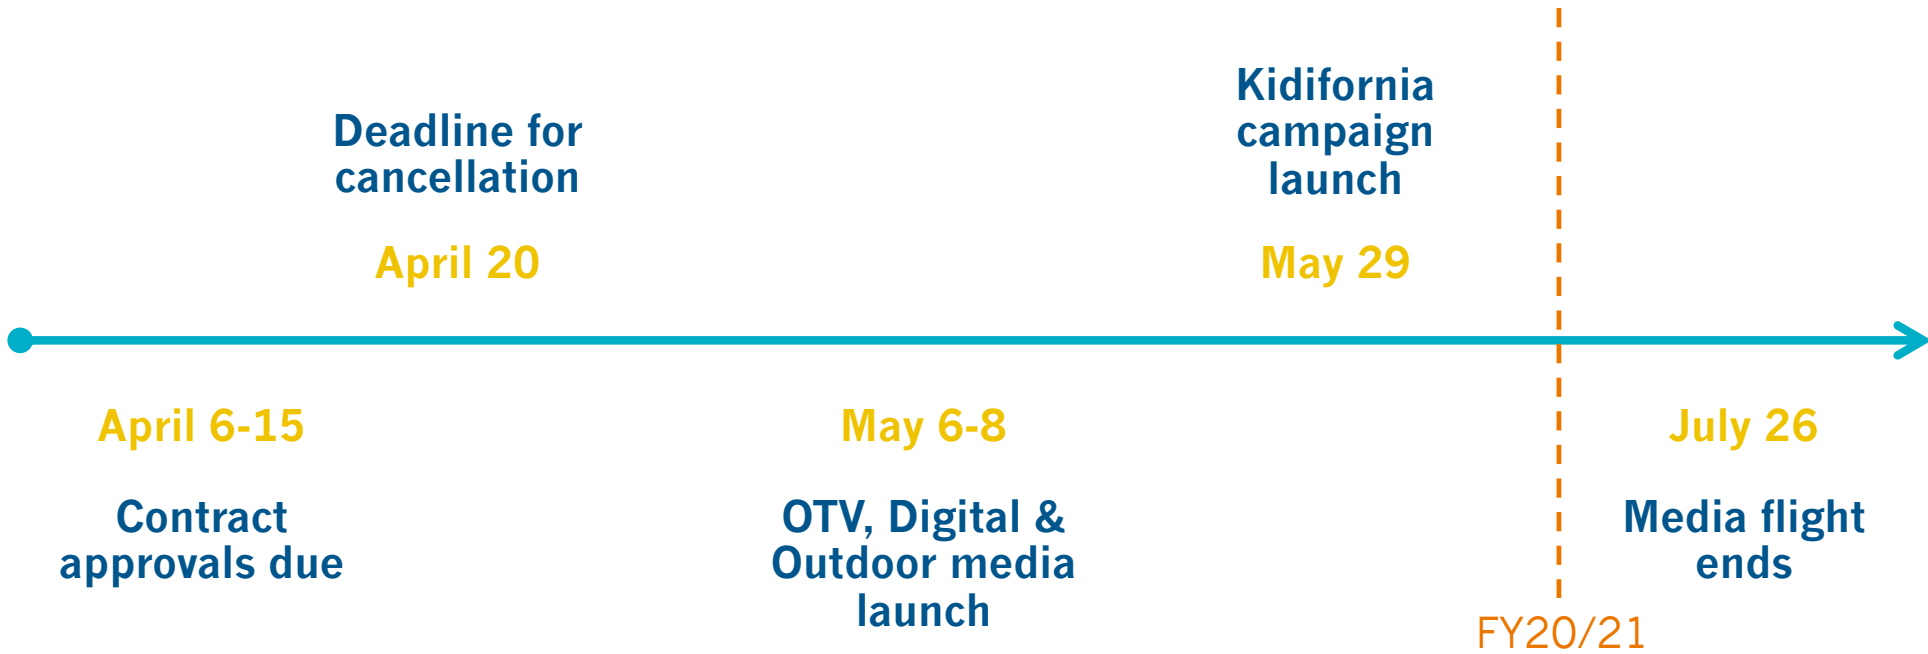 Deadline for
cancellation
April 20
Kidifornia
campaign
launch
May 29
April 6-15
Contract
approvals due
May 6-8
OTV, Digital &
Outdoor media
launch
July 26
Media flight
ends
FY20/21